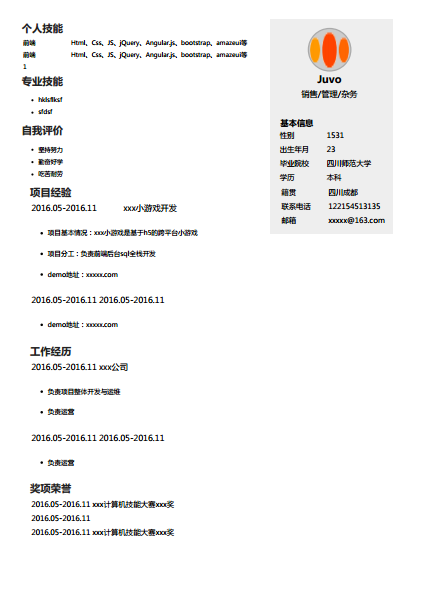 个人技能
前端 Html、Css、JS、jQuery、Angular.js、bootstrap、amazeui等
前端 Html、Css、JS、jQuery、Angular.js、bootstrap、amazeui等
1
专业技能
• hklsflksf
• sfdsf
自我评价
• 坚持努力
• 勤奋好学
• 吃苦耐劳
项目经验
2016.05-2016.11 xxx小游戏开发
• 项目基本情况：xxx小游戏是基于h5的跨平台小游戏
• 项目分工：负责前端后台sql全栈开发
• demo地址：xxxxx.com
2016.05-2016.11 2016.05-2016.11
• demo地址：xxxxx.com
工作经历
2016.05-2016.11 xxx公司
• 负责项目整体开发与运维
• 负责运营
2016.05-2016.11 2016.05-2016.11
• 负责运营
奖项荣誉
2016.05-2016.11 xxx计算机技能大赛xxx奖
2016.05-2016.11
2016.05-2016.11 xxx计算机技能大赛xxx奖
Juvo
销售/管理/杂务
基本信息
性别 1531
出生年月 23
毕业院校 四川师范大学
学历 本科
籍贯 四川成都
联系电话 122154513135
邮箱 xxxxx@163.com